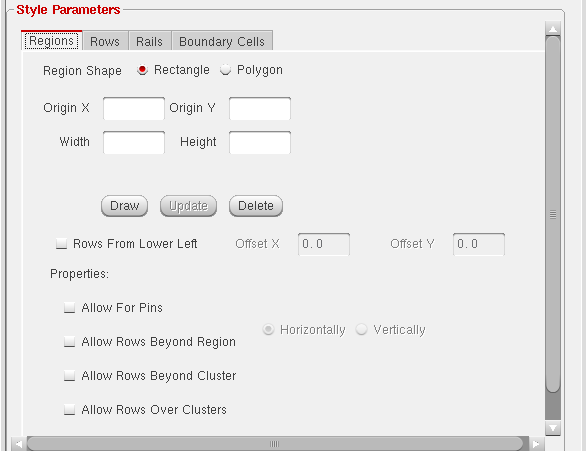 Style Parameters
Regions Rows Rails Boundary Cells
Region Shape Rectangle Polygon
Origin X Origin Y
Width Height
Draw Update Delete
Rows From Lower Left Offset X 0.0 Offset Y 0.0
Properties:
Allow For Pins
Horizontally Vertically
Allow Rows Beyond Region
Allow Rows Beyond Cluster
Allow Rows Over Clusters